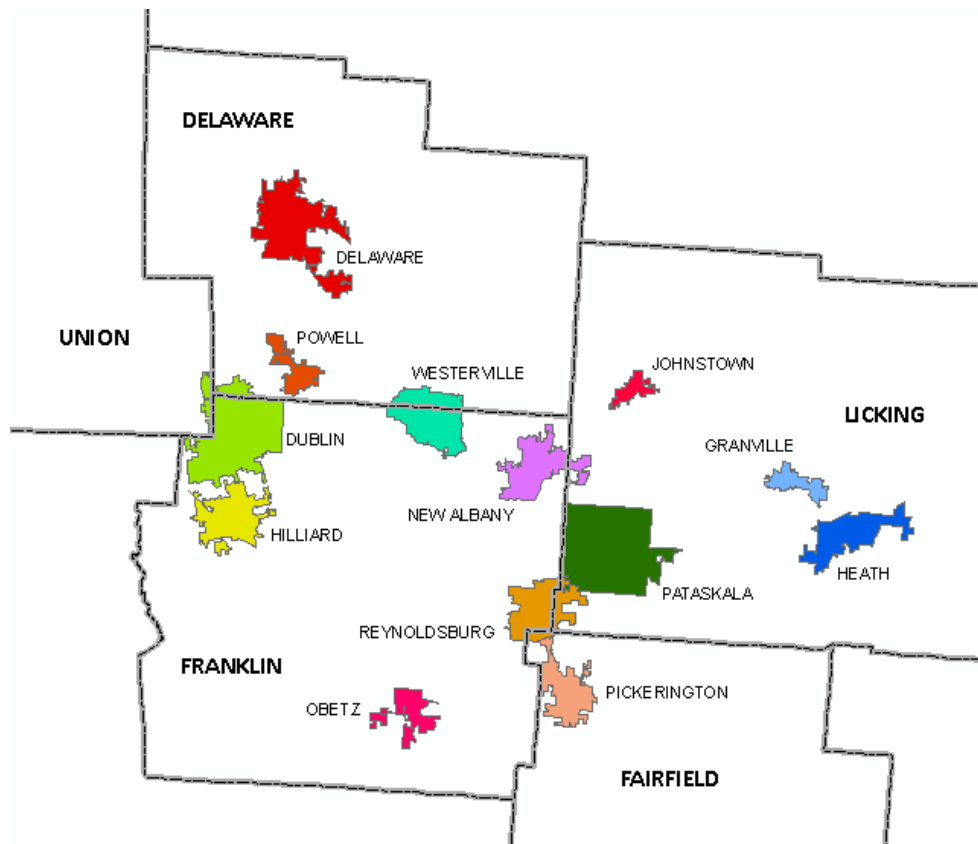 DELAWARE
DELAWARE
UNION
POWELL
WESTERVILLE
JOHNSTOWN
LICKING
DUBLIN
GRANVILLE
NEW ALBANY
HILLIARD
HEATH
PATASKALA
REYNOLDSBURG
FRANKLIN
PICKERINGTON
OBETZ
FAIRFIELD